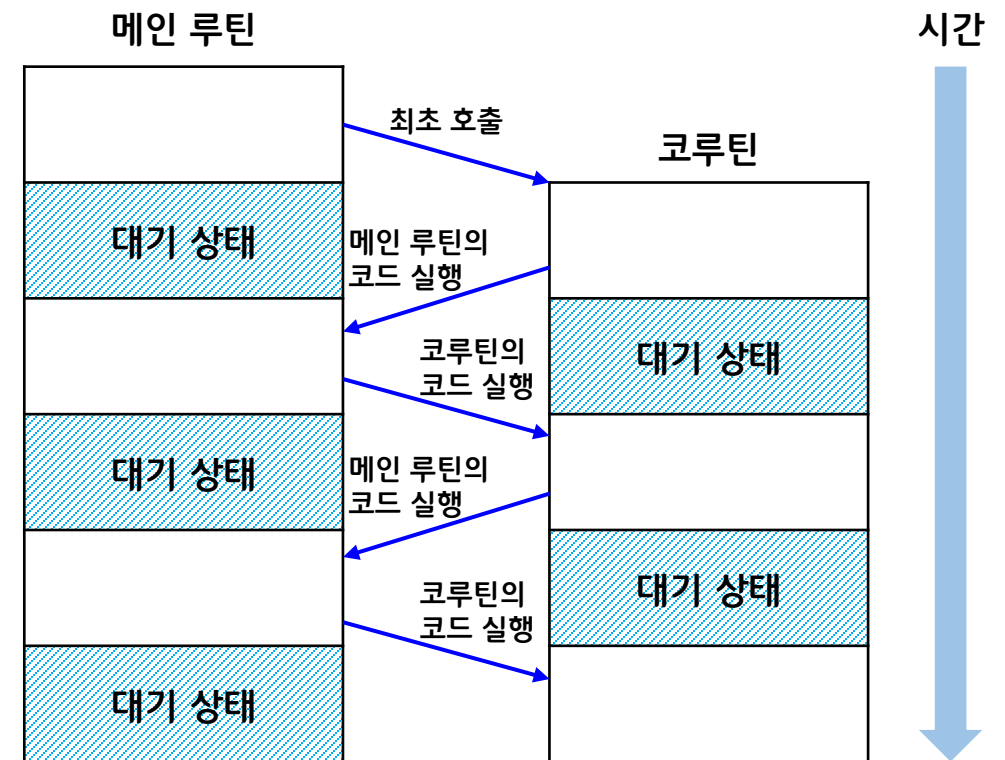 메인 루틴
시간
최초 호출
코루틴
대기 상태
메인 루틴의
코드 실행
코루틴의
코드 실행
대기 상태
대기 상태
메인 루틴의
코드 실행
코루틴의
코드 실행
대기 상태
대기 상태